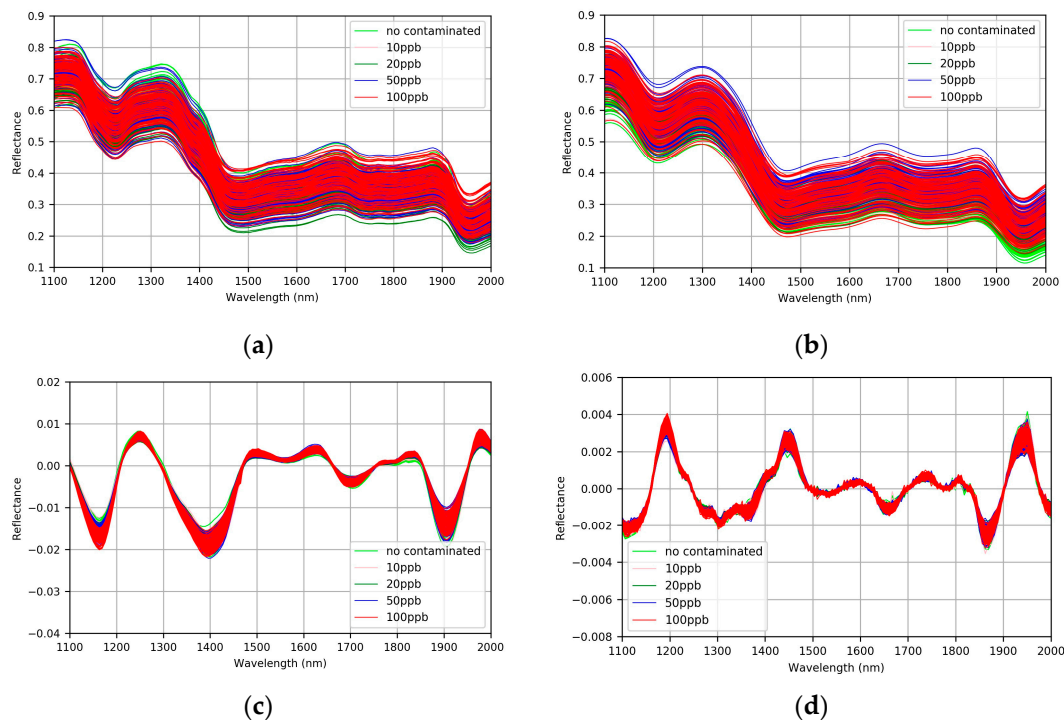 0.9
0.8
0.7
0.6
0.5
0.4
0.3
0.2
0.1
Reflectance
no contaminated
10ppb
20ppb
50ppb
100ppb
1100 1200 1300 1400 1500 1600 1700 1800 1900 2000
Wavelength (nm)
(a)
0.9
0.8
0.7
0.6
0.5
0.4
0.3
0.2
0.1
Reflectance
no contaminated
10ppb
20ppb
50ppb
100ppb
1100 1200 1300 1400 1500 1600 1700 1800 1900 2000
Wavelength (nm)
(b)
0.02
0.01
0.00
−0.01
−0.02
−0.03
−0.04
Reflectance
no contaminated
10ppb
20ppb
50ppb
100ppb
1100 1200 1300 1400 1500 1600 1700 1800 1900 2000
Wavelength (nm)
(c)
0.006
0.004
0.002
0.000
−0.002
−0.004
−0.006
−0.008
Reflectance
no contaminated
10ppb
20ppb
50ppb
100ppb
1100 1200 1300 1400 1500 1600 1700 1800 1900 2000
Wavelength (nm)
(d)